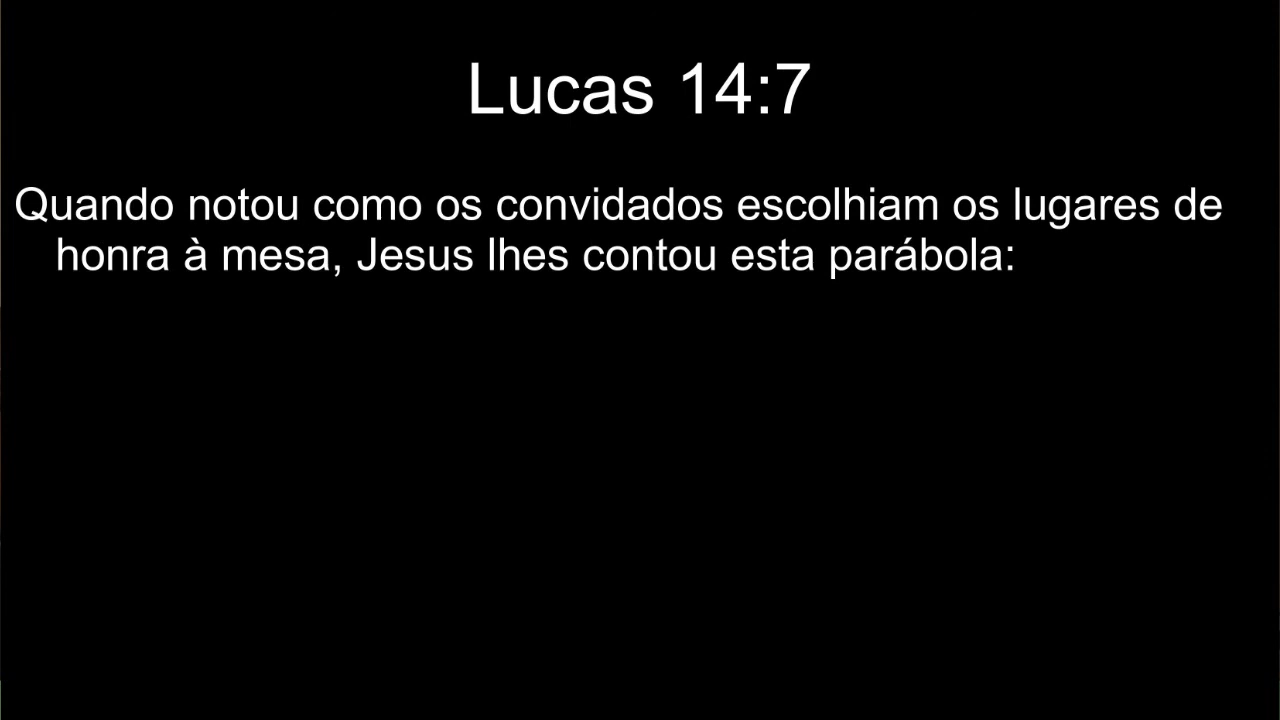 Lucas 14:7
Quando notou como os convidados escolhiam os lugares de
honra à mesa, Jesus lhes contou esta parábola: